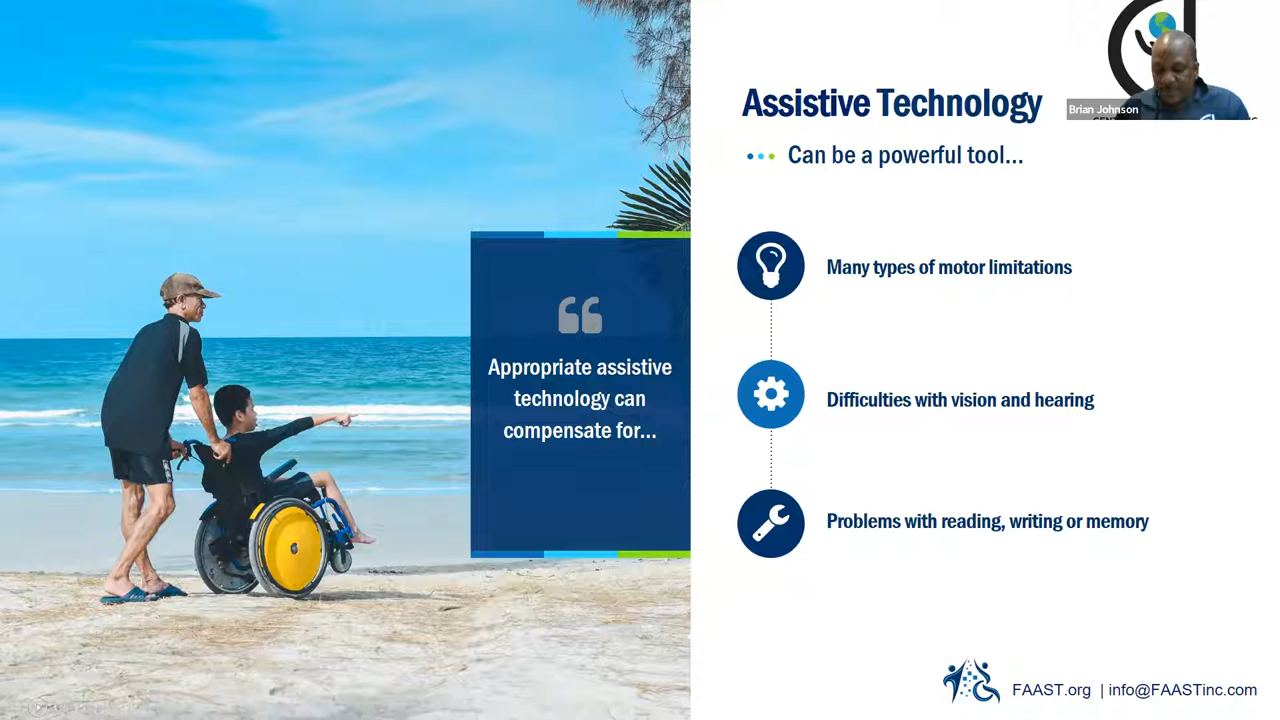 Assistive Technology
Can be a powerful tool...
Brian Johnson
Appropriate assistive
technology can
compensate for...
Many types of motor limitations
Difficulties with vision and hearing
Problems with reading, writing or memory
FAAST.org | info@FAASTinc.com